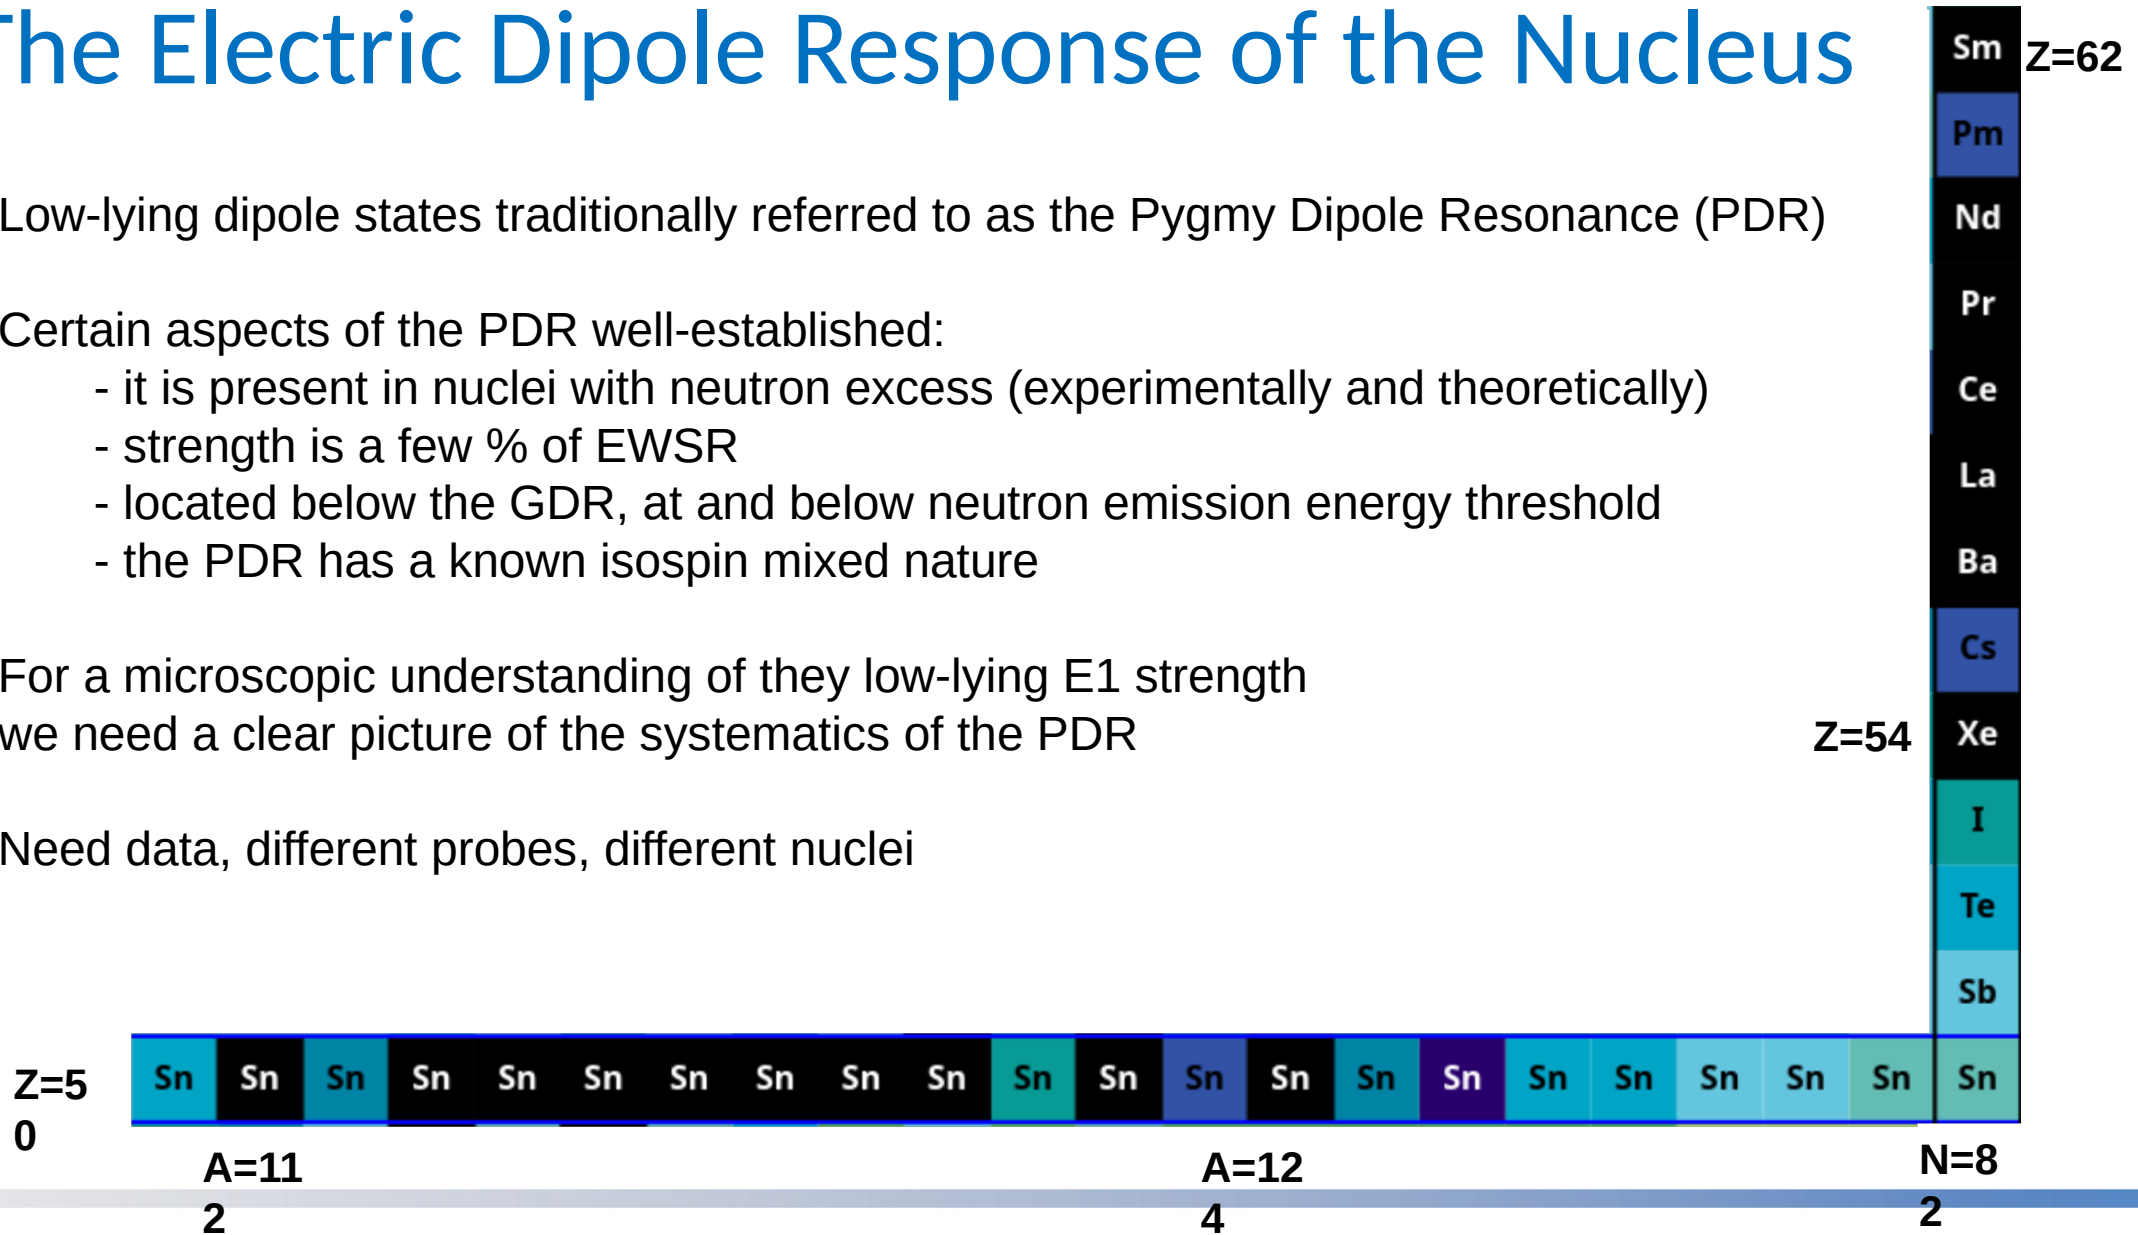 The Electric Dipole Response of the Nucleus
Low-lying dipole states traditionally referred to as the Pygmy Dipole Resonance (PDR)
Certain aspects of the PDR well-established:
- it is present in nuclei with neutron excess (experimentally and theoretically)
- strength is a few % of EWSR
- located below the GDR, at and below neutron emission energy threshold
- the PDR has a known isospin mixed nature
For a microscopic understanding of they low-lying E1 strength
we need a clear picture of the systematics of the PDR
Need data, different probes, different nuclei
Sm Z=62
Pm
Nd
Pr
Ce
La
Ba
Cs
Z=54 Xe
I
Te
Sb
Z=5
0
Sn Sn Sn Sn Sn Sn Sn Sn Sn Sn Sn Sn Sn Sn Sn Sn Sn Sn Sn Sn Sn Sn
A=11
2
A=12
4
N=8
2